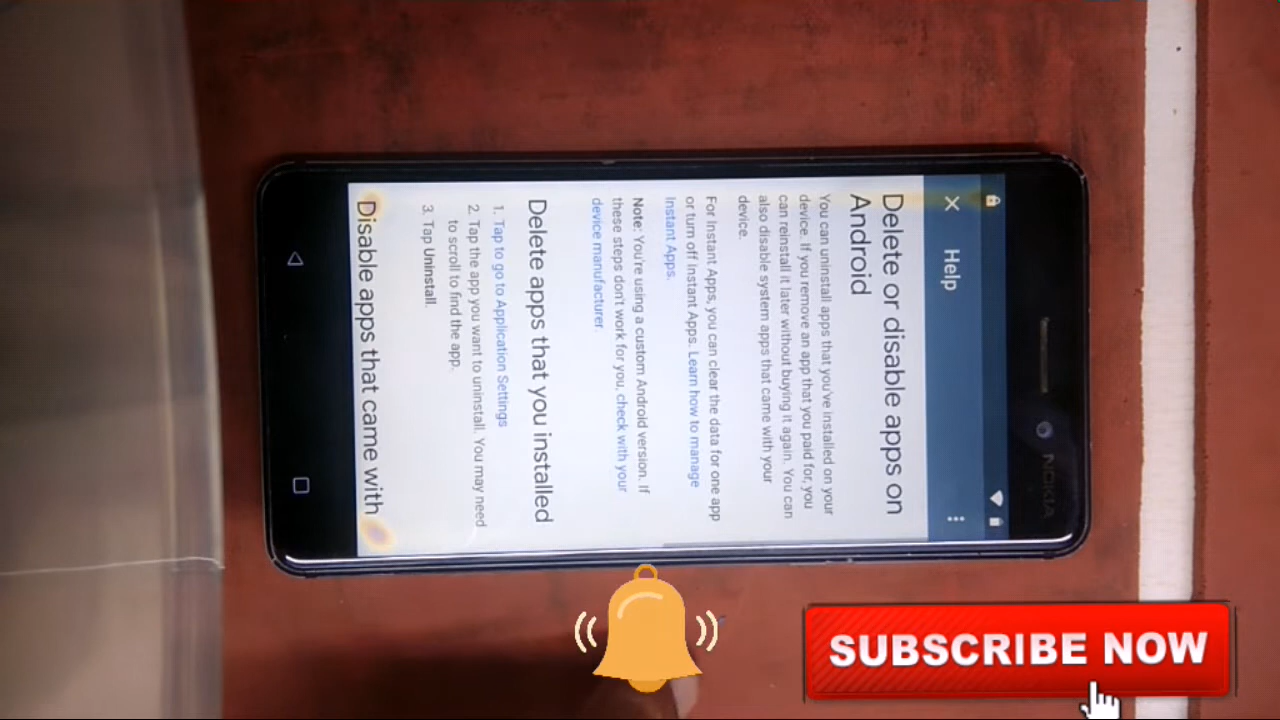 NOKIA
Help
Delete or disable apps on
Android
You can uninstall apps that you've installed on your
device. If you remove an app that you paid for, you
can reinstall it later without buying it again. You can
also disable system apps that came with your
device.
For Instant Apps, you can clear the data for one app
or turn off Instant Apps. Learn how to manage
Instant Apps.
Note: You're using a custom Android version. If
these steps don't work for you, check with your
device manufacturer.
Delete apps that you installed
1. Tap to go to Application Settings
2. Tap the app you want to uninstall. You may need
to scroll to find the app.
3. Tap Uninstall.
Disable apps that came with
SUBSCRIBE NOW